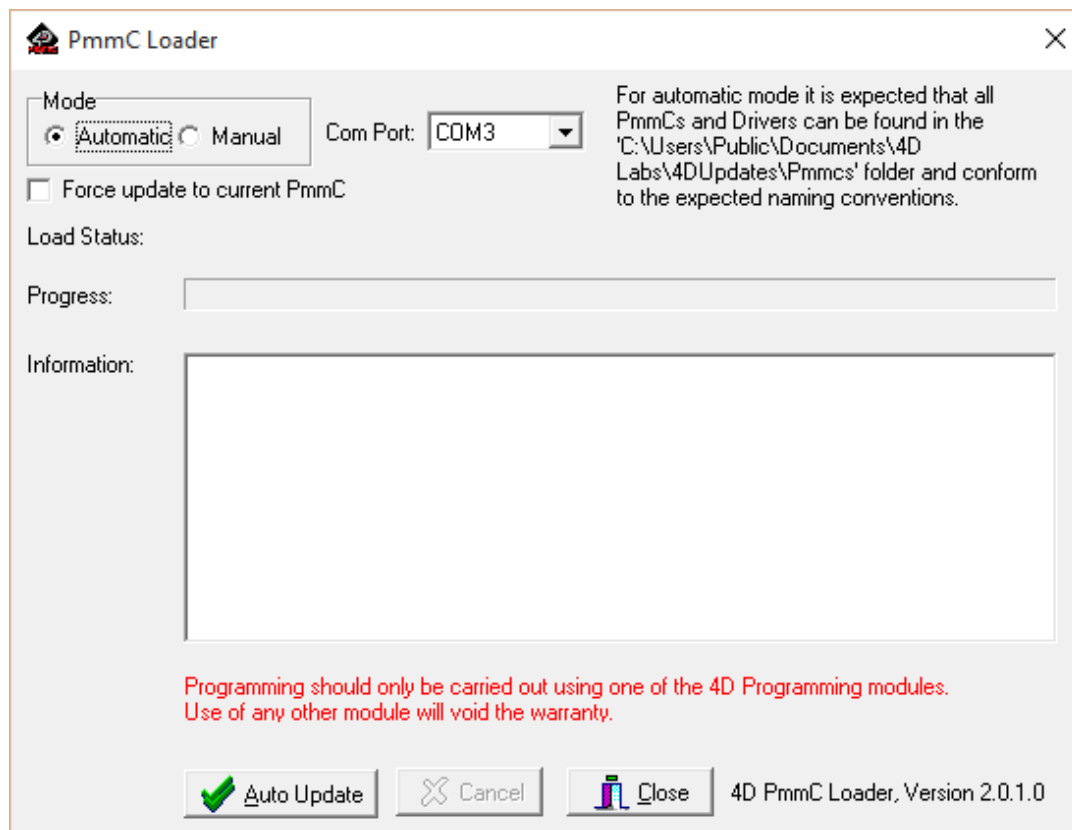 PmmC Loader
Mode
Automatic
Manual
Com Port:
COM3
For automatic mode it is expected that all
PmmCs and Drivers can be found in the
'C:\Users\Public\Documents\4D
Labs\4DUpdates\Pmmcs' folder and conform
to the expected naming conventions.
Force update to current PmmC
Load Status:
Progress:
Information:
Programming should only be carried out using one of the 4D Programming modules.
Use of any other module will void the warranty.
Auto Update
Cancel
Close
4D PmmC Loader, Version 2.0.1.0